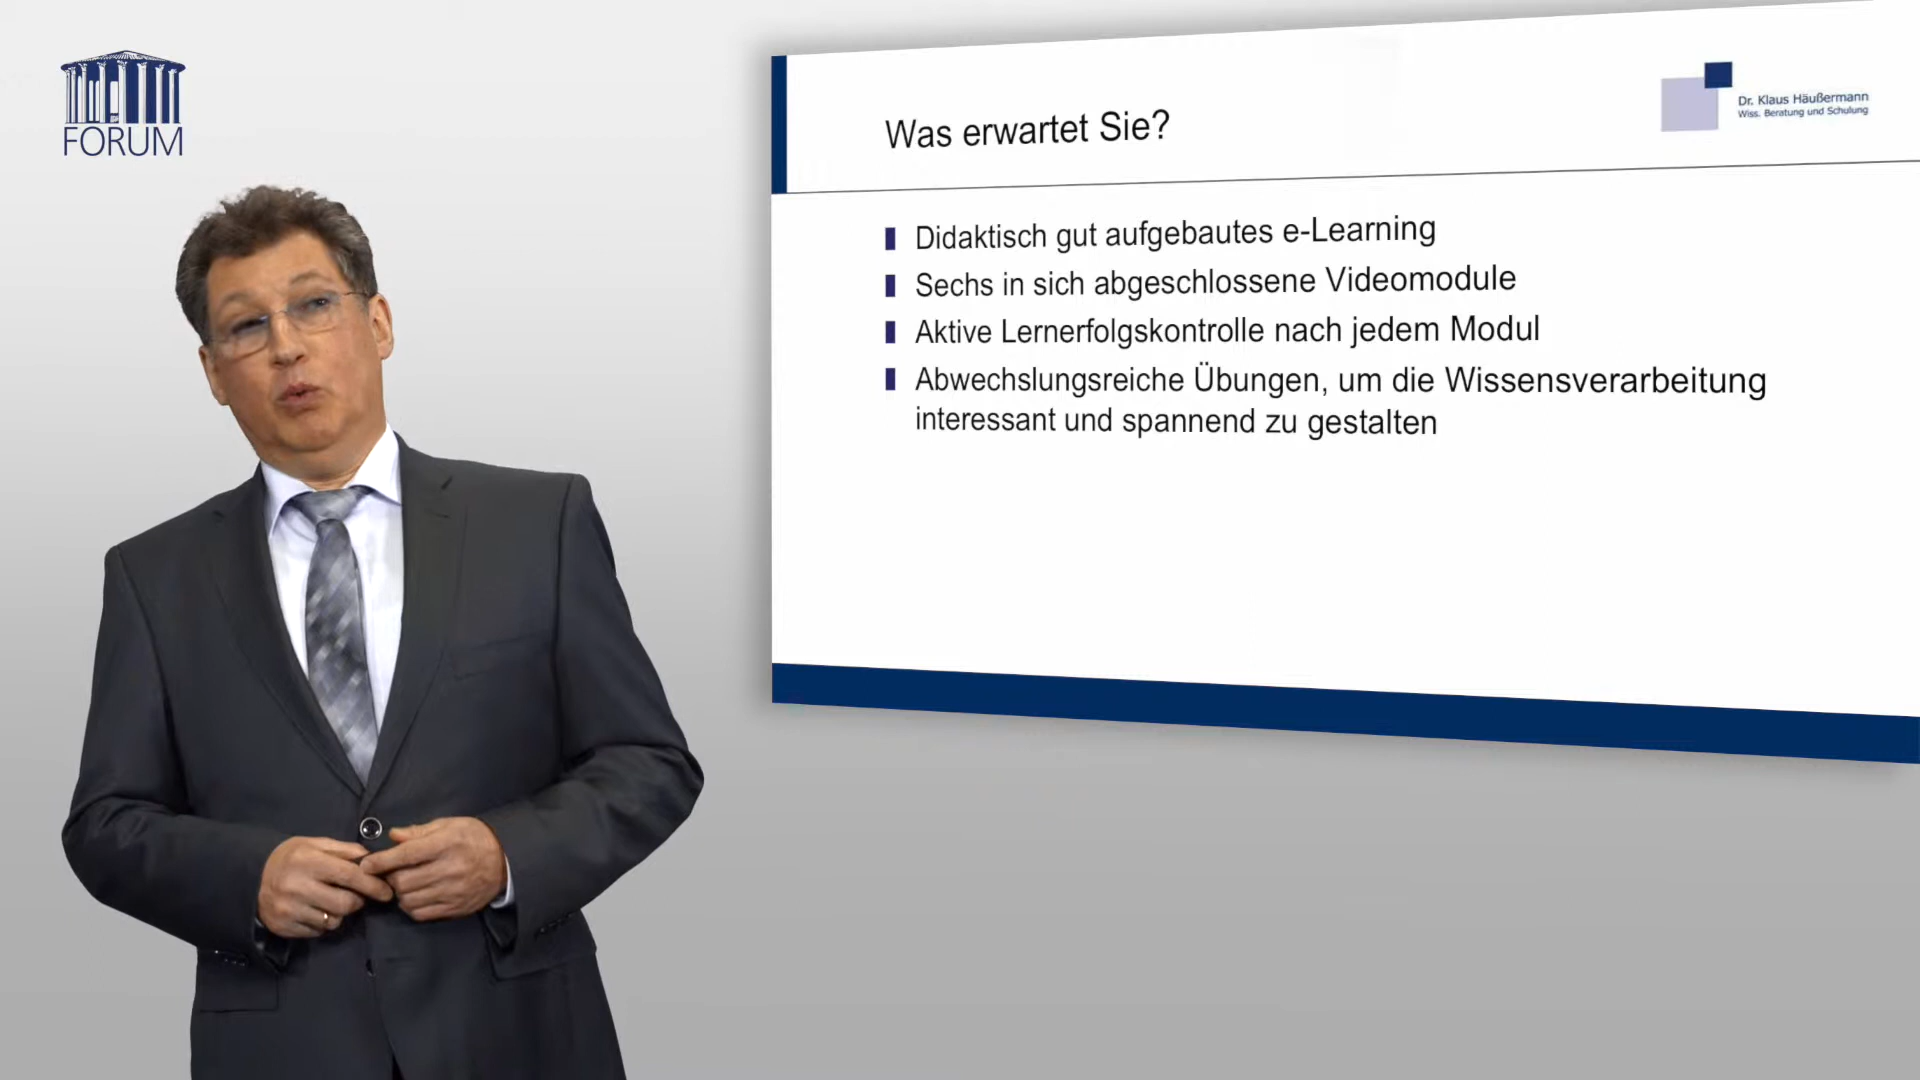 FORUM
Was erwartet Sie?
Dr. Klaus Häußermann
Wiss. Beratung und Schulung
Didaktisch gut aufgebautes e-Learning
Sechs in sich abgeschlossene Videomodule
Aktive Lernerfolgskontrolle nach jedem Modul
Abwechslungsreiche Übungen, um die Wissensverarbeitung
interessant und spannend zu gestalten